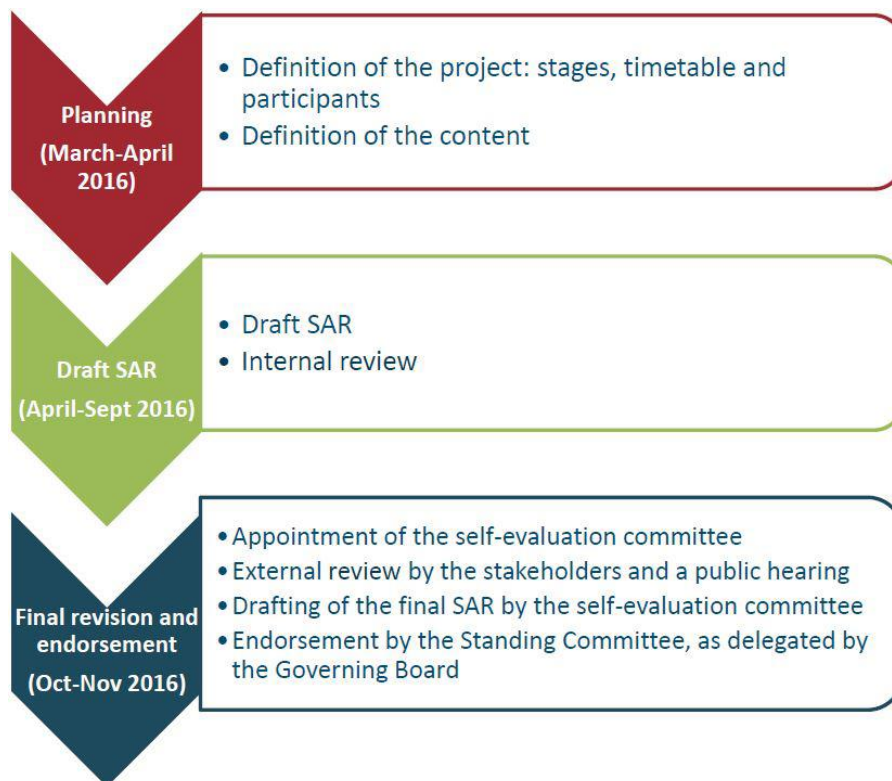 Planning
(March-April
2016)
• Definition of the project: stages, timetable and
participants
• Definition of the content
Draft SAR
(April-Sept 2016)
• Draft SAR
• Internal review
Final revision and
endorsement
(Oct-Nov 2016)
• Appointment of the self-evaluation committee
• External review by the stakeholders and a public hearing
• Drafting of the final SAR by the self-evaluation committee
• Endorsement by the Standing Committee, as delegated by
the Governing Board